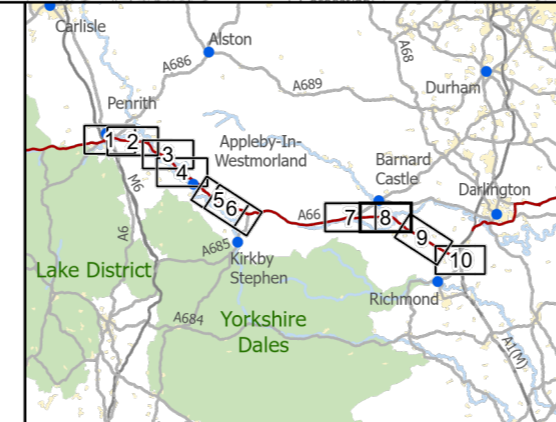 Carlisle
Alston
A68
A686
A689
Durham
Penrith
1
2
3
4
5
6
Appleby-In-
Westmorland
Barnard
Castle
Darlington
M6
A6
A66
7
8
9
10
A685
Kirkby
Stephen
Lake District
Richmond
A684
Yorkshire
Dales
A1(M)